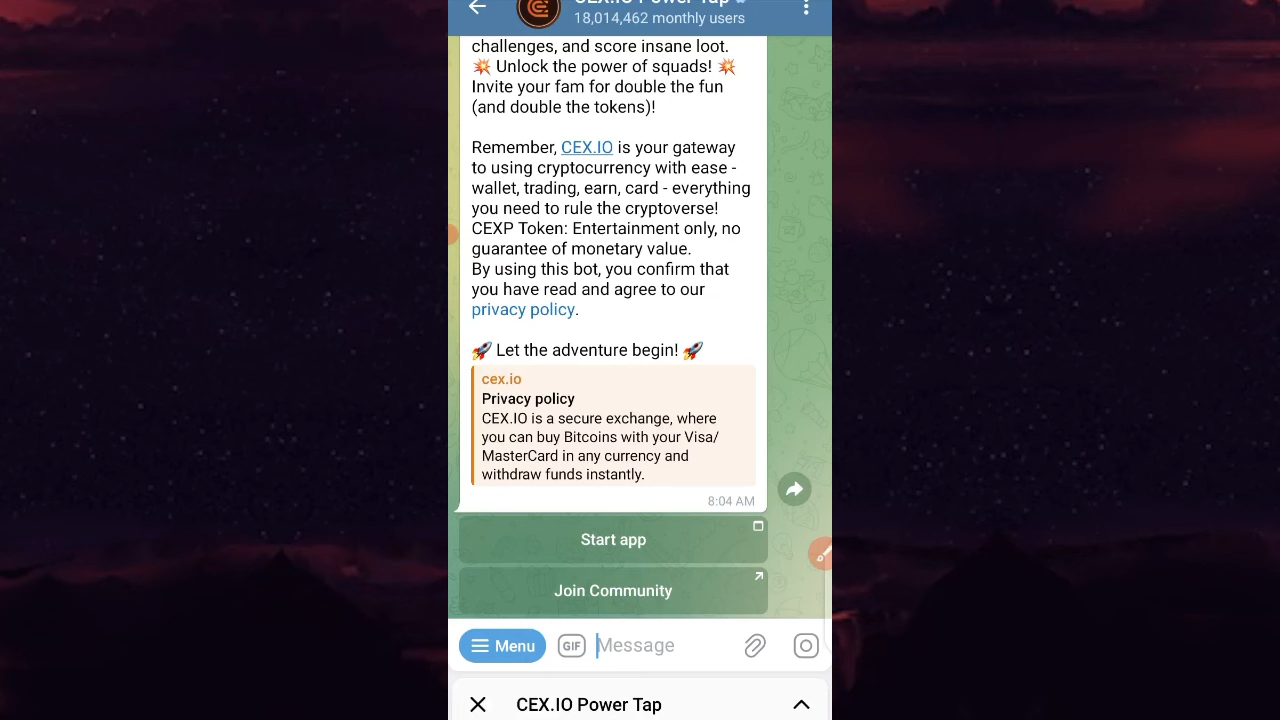 CEX.IO Power Tap
18,014,462 monthly users
challenges, and score insane loot.
💥 Unlock the power of squads! 💥
Invite your fam for double the fun
(and double the tokens)!
Remember, CEX.IO is your gateway
to using cryptocurrency with ease -
wallet, trading, earn, card - everything
you need to rule the cryptoverse!
CEXP Token: Entertainment only, no
guarantee of monetary value.
By using this bot, you confirm that
you have read and agree to our
privacy policy.
🚀 Let the adventure begin! 🚀
cex.io
Privacy policy
CEX.IO is a secure exchange, where
you can buy Bitcoins with your Visa/
MasterCard in any currency and
withdraw funds instantly.
8:04 AM
Start app
Join Community
Menu
GIF
Message
CEX.IO Power Tap